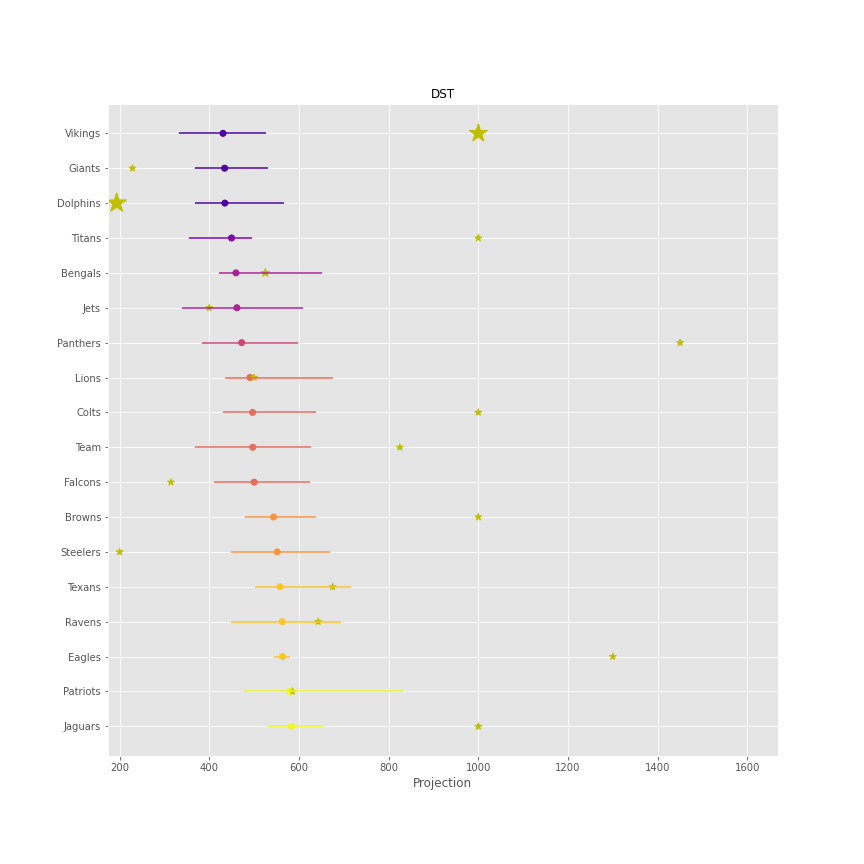 DST
Vikings
Giants
Dolphins
Titans
Bengals
Jets
Panthers
Lions
Colts
Team
Falcons
Browns
Steelers
Texans
Ravens
Eagles
Patriots
Jaguars
200 400 600 800 1000 1200 1400 1600
Projection